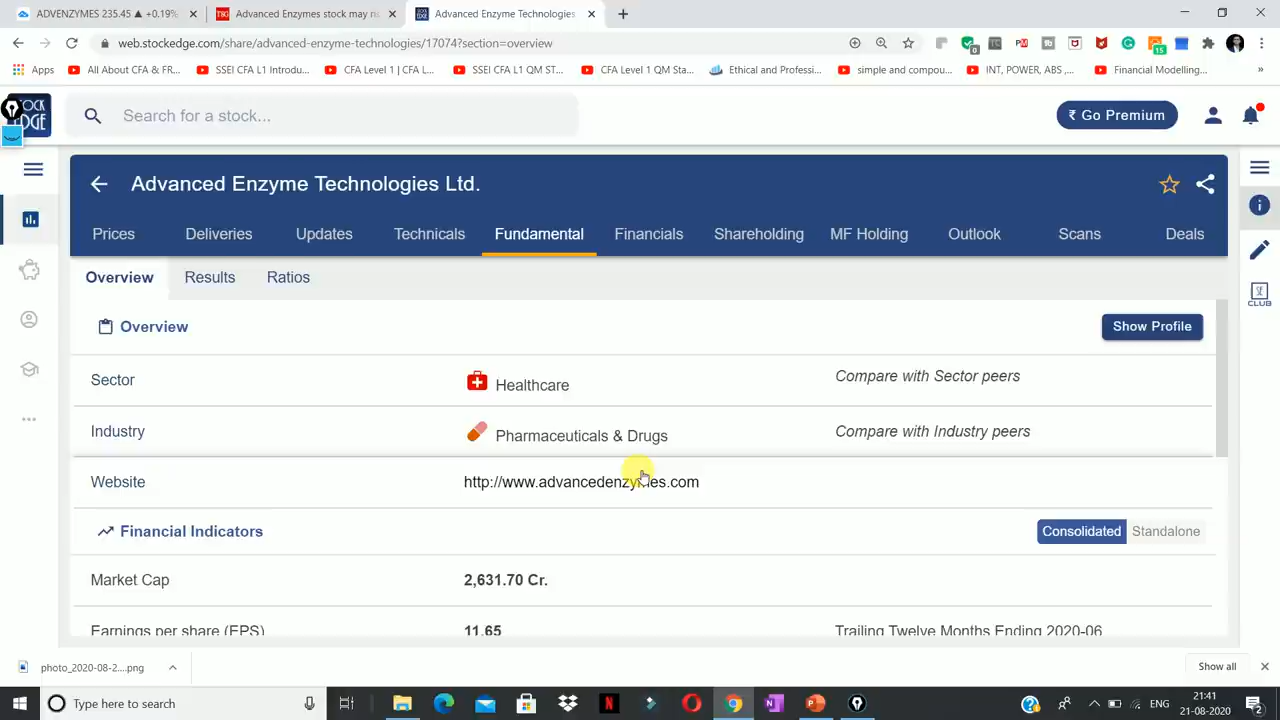 ADVENZYMES 235.45 ▲ +0.19%
Advanced Enzymes stock may ri
Advanced Enzyme Technologies
web.stockedge.com/share/advanced-enzyme-technologies/17074?section=overview
Apps
All About CFA & FR...
SSEI CFA L1 Introdu...
CFA Level 1 | CFA L...
SSEI CFA L1 QM ST...
CFA Level 1 QM Sta...
Ethical and Professi...
simple and compou...
INT, POWER, ABS ,...
Financial Modelling...
STOCK EDGE
Search for a stock...
₹ Go Premium
Advanced Enzyme Technologies Ltd.
Prices
Deliveries
Updates
Technicals
Fundamental
Financials
Shareholding
MF Holding
Outlook
Scans
Deals
Overview
Results
Ratios
Overview
Show Profile
Sector
Healthcare
Compare with Sector peers
Industry
Pharmaceuticals & Drugs
Compare with Industry peers
Website
http://www.advancedenzymes.com
Financial Indicators
Consolidated
Standalone
Market Cap
2,631.70 Cr.
Earnings per share (EPS)
11.65
Trailing Twelve Months Ending 2020-06
CLUB
photo_2020-08-2....png
Show all
Type here to search
ENG
21:41
21-08-2020